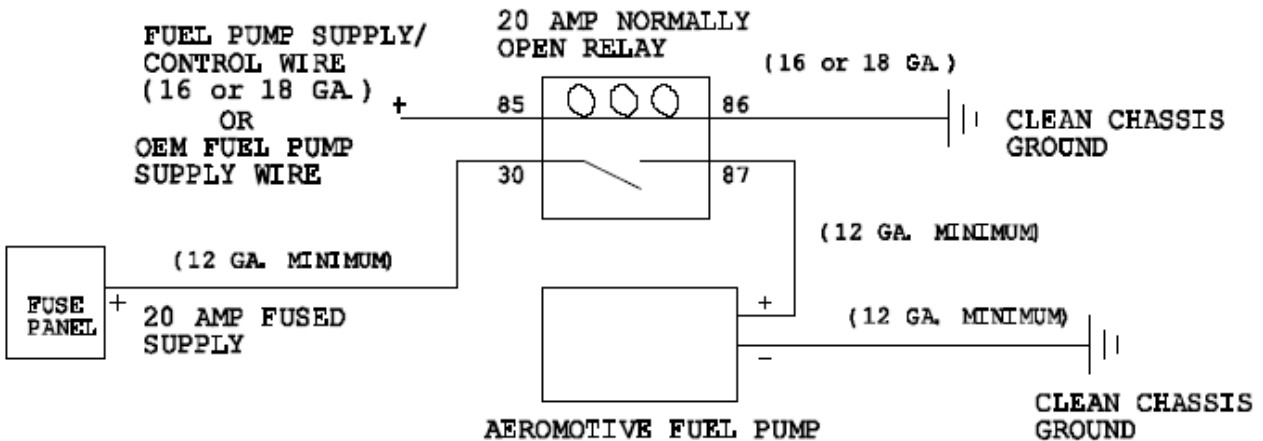 FUEL PUMP SUPPLY/
CONTROL WIRE
(16 or 18 GA.)
OR
OEM FUEL PUMP
SUPPLY WIRE
+
20 AMP NORMALLY
OPEN RELAY
85
86
30
87
(16 or 18 GA.)
CLEAN CHASSIS
GROUND
(12 GA. MINIMUM)
FUSE
PANEL
+
20 AMP FUSED
SUPPLY
(12 GA. MINIMUM)
+
−
(12 GA. MINIMUM)
CLEAN CHASSIS
GROUND
AEROMOTIVE FUEL PUMP